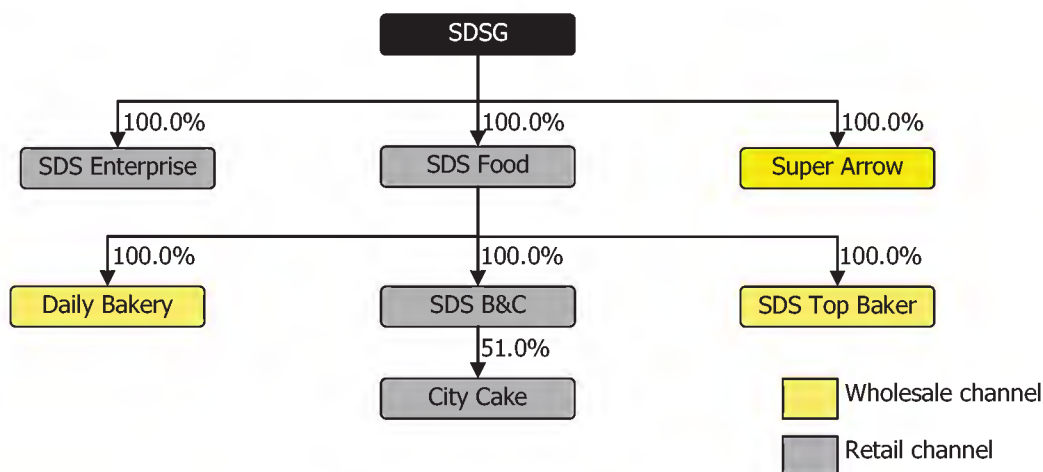 SDSG
100.0%
100.0%
100.0%
SDS Enterprise
SDS Food
Super Arrow
100.0%
100.0%
100.0%
Daily Bakery
SDS B&C
SDS Top Baker
51.0%
City Cake
Wholesale channel
Retail channel